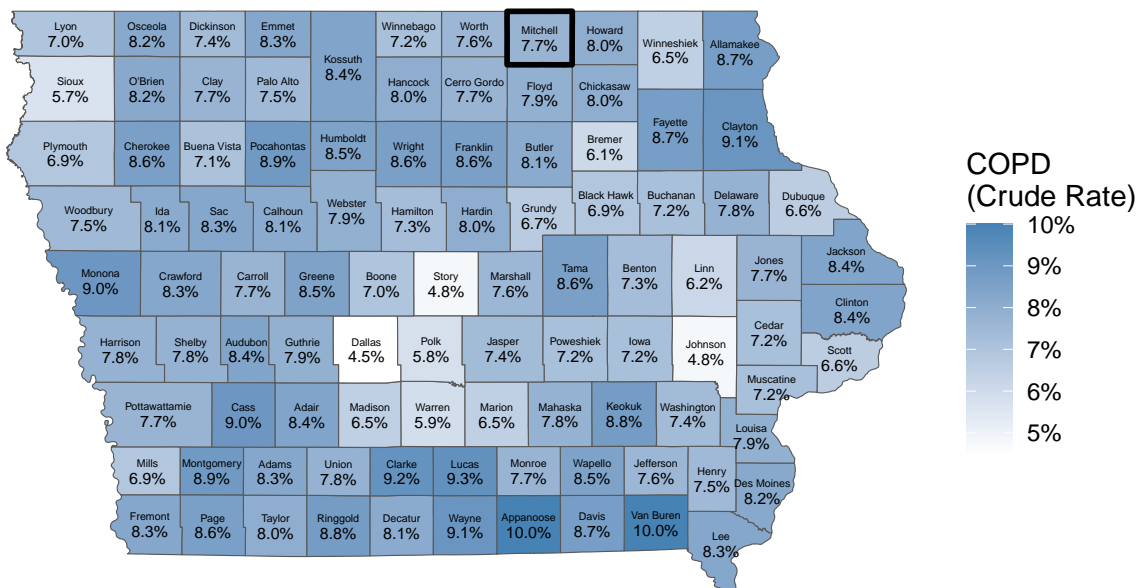 Lyon
7.0%
Osceola
8.2%
Dickinson
7.4%
Emmet
8.3%
Kossuth
8.4%
Winnebago
7.2%
Worth
7.6%
Mitchell
7.7%
Howard
8.0%
Winneshiek
6.5%
Allamakee
8.7%
Sioux
5.7%
O'Brien
8.2%
Clay
7.7%
Palo Alto
7.5%
Hancock
8.0%
Cerro Gordo
7.7%
Floyd
7.9%
Chickasaw
8.0%
Plymouth
6.9%
Cherokee
8.6%
Buena Vista
7.1%
Pocahontas
8.9%
Humboldt
8.5%
Wright
8.6%
Franklin
8.6%
Butler
8.1%
Bremer
6.1%
Fayette
8.7%
Clayton
9.1%
Woodbury
7.5%
Ida
8.1%
Sac
8.3%
Calhoun
8.1%
Webster
7.9%
Hamilton
7.3%
Hardin
8.0%
Grundy
6.7%
Black Hawk
6.9%
Buchanan
7.2%
Delaware
7.8%
Dubuque
6.6%
Monona
9.0%
Crawford
8.3%
Carroll
7.7%
Greene
8.5%
Boone
7.0%
Story
4.8%
Marshall
7.6%
Tama
8.6%
Benton
7.3%
Linn
6.2%
Jones
7.7%
Jackson
8.4%
Clinton
8.4%
Harrison
7.8%
Shelby
7.8%
Audubon
8.4%
Guthrie
7.9%
Dallas
4.5%
Polk
5.8%
Jasper
7.4%
Poweshiek
7.2%
Iowa
7.2%
Johnson
4.8%
Cedar
7.2%
Scott
6.6%
Muscatine
7.2%
Pottawattamie
7.7%
Cass
9.0%
Adair
8.4%
Madison
6.5%
Warren
5.9%
Marion
6.5%
Mahaska
7.8%
Keokuk
8.8%
Washington
7.4%
Louisa
7.9%
Mills
6.9%
Montgomery
8.9%
Adams
8.3%
Union
7.8%
Clarke
9.2%
Lucas
9.3%
Monroe
7.7%
Wapello
8.5%
Jefferson
7.6%
Henry
7.5%
Des Moines
8.2%
Fremont
8.3%
Page
8.6%
Taylor
8.0%
Ringgold
8.8%
Decatur
8.1%
Wayne
9.1%
Appanoose
10.0%
Davis
8.7%
Van Buren
10.0%
Lee
8.3%
COPD
(Crude Rate)
10%
9%
8%
7%
6%
5%